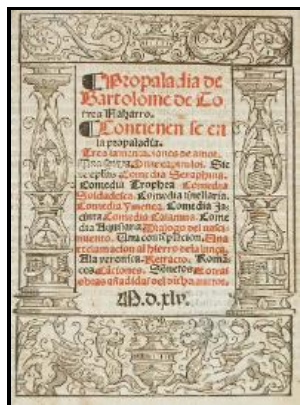 Propaladia de
Bartolome de To
rres Naharro.
Contienen se en
la propaladia.
Tres lamentaciones de amor.
Una satyra. Diez capitulos. Sie
te epistolas. Comedia Seraphina.
Comedia Trophea. Comedia
Soldadesca. Comedia tinellaria.
Comedia Ymenea. Comedia Ja-
cinta Comedia Calamita. Come
dia Aquilana. Dialogo del nasci-
miento. Una contemplacion. Una
exclamacion al hierro de la lança.
A la veronica. Retracto. Roman
ces. Canciones. Sonetos. E otras
obras añadidas del dicho autor.
M.d.xlv.